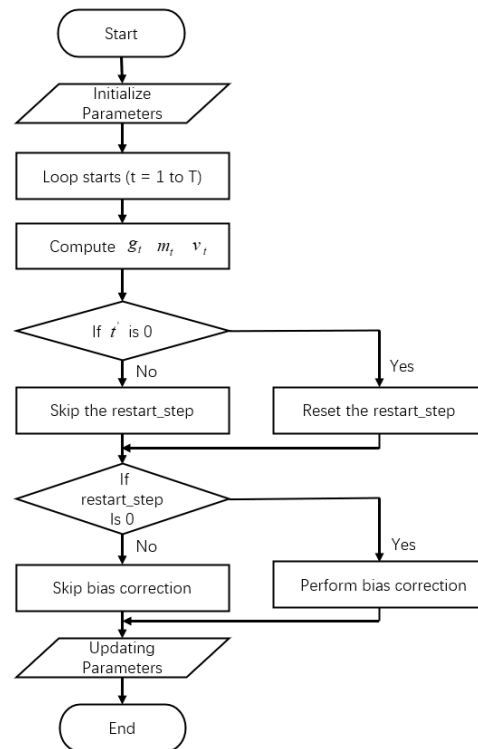 Start
Initialize
Parameters
Loop starts (t = 1 to T)
Compute g_t m_t v_t
If t' is 0
No
Yes
Skip the restart_step
Reset the restart_step
If
restart_step
Is 0
No
Yes
Skip bias correction
Perform bias correction
Updating
Parameters
End